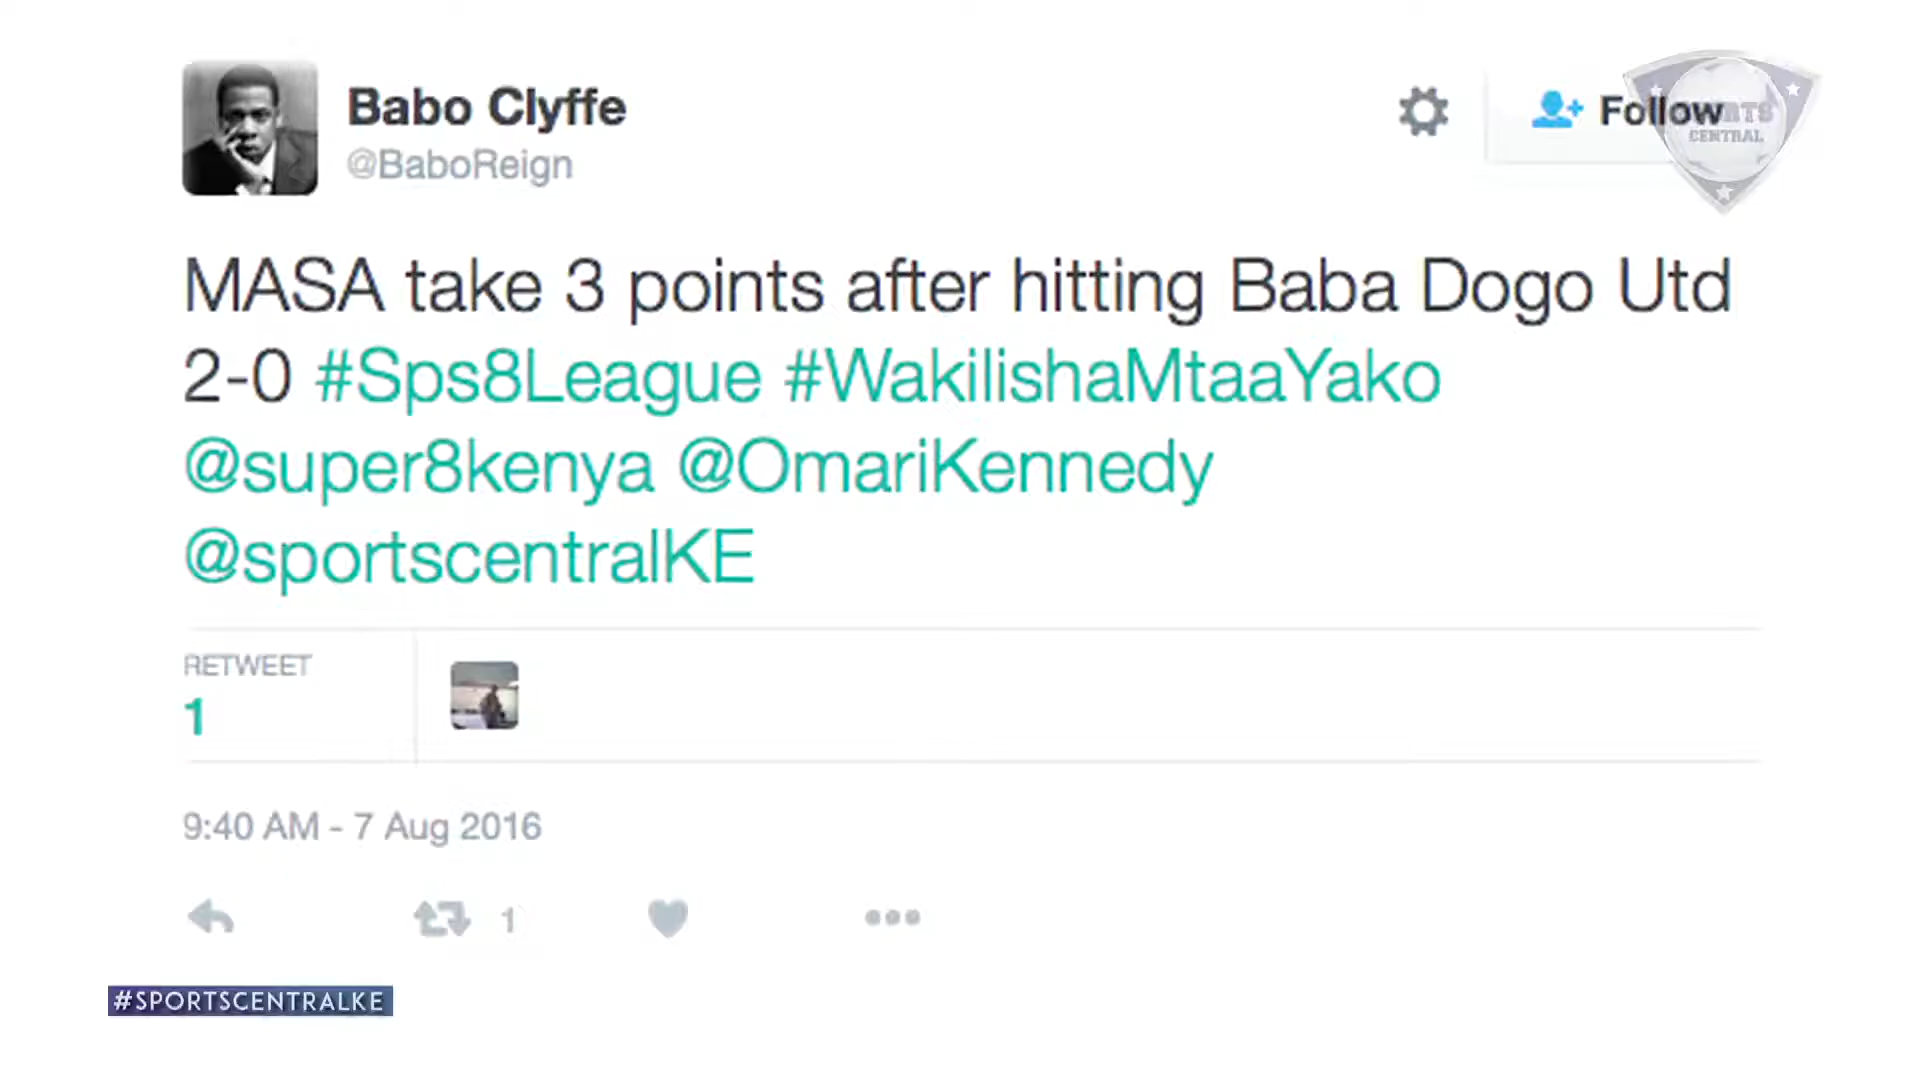 Babo Clyffe
@BaboReign
Follow
CENTRAL
MASA take 3 points after hitting Baba Dogo Utd
2-0 #Sps8League #WakilishaMtaaYako
@super8kenya @OmariKennedy
@sportscentralKE
RETWEET
1
9:40 AM - 7 Aug 2016
1
#SPORTSCENTRALKE